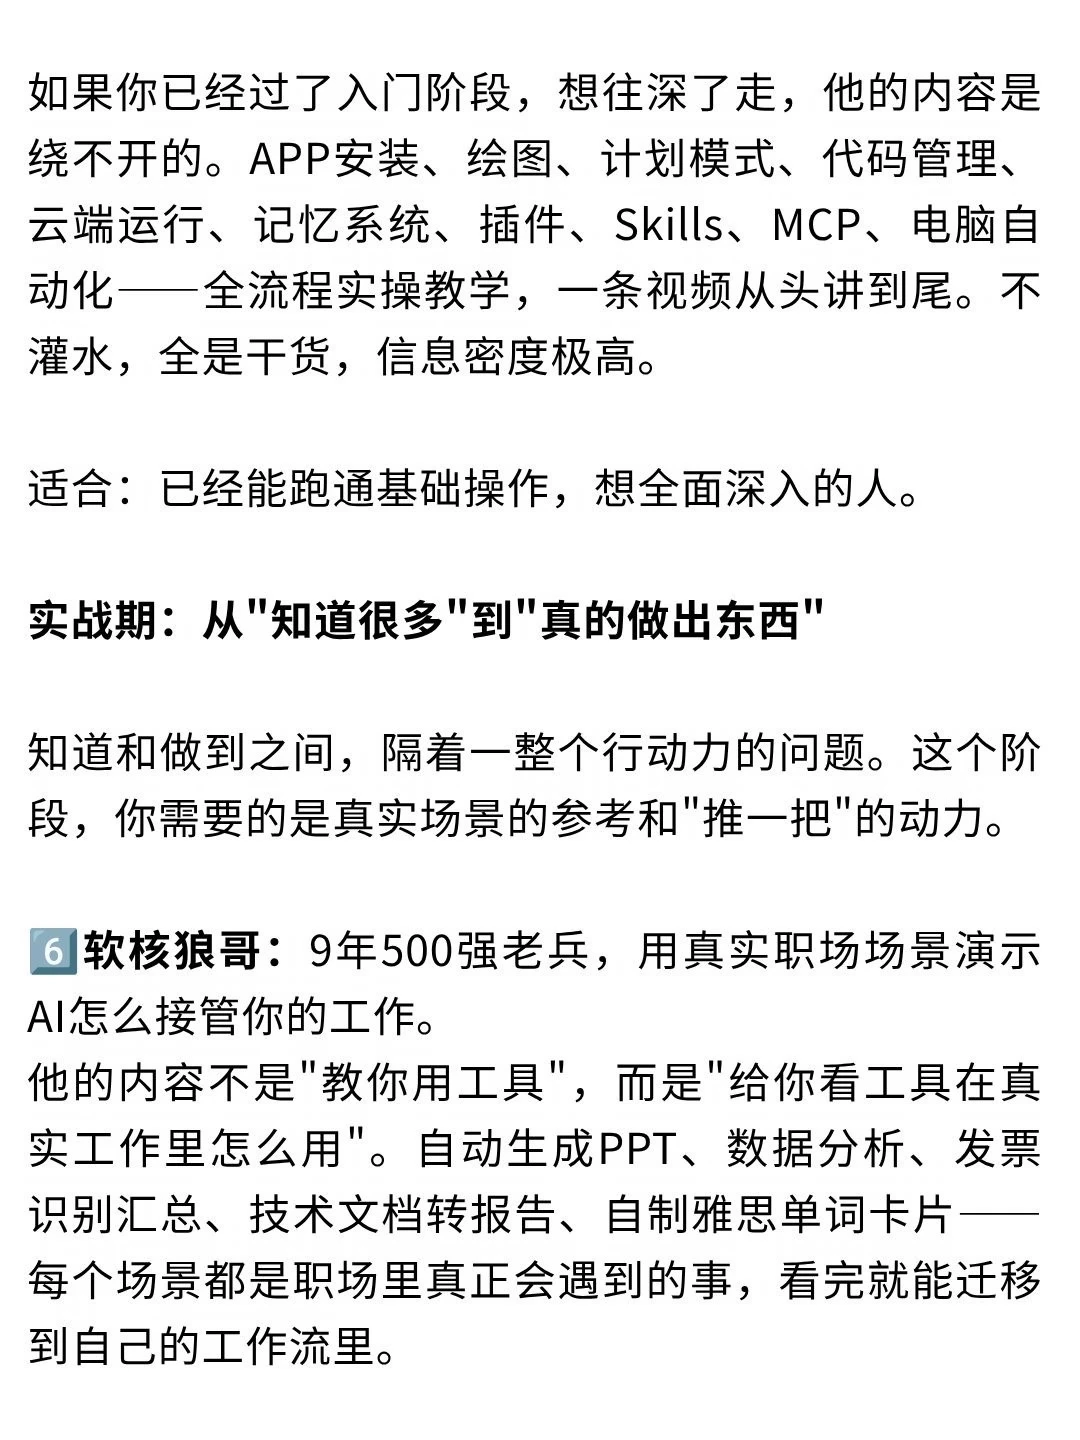 如果你已经过了入门阶段，想往深了走，他的内容是
绕不开的。APP安装、绘图、计划模式、代码管理、
云端运行、记忆系统、插件、Skills、MCP、电脑自
动化——全流程实操教学，一条视频从头讲到尾。不
灌水，全是干货，信息密度极高。
适合：已经能跑通基础操作，想全面深入的人。
实战期：从"知道很多"到"真的做出东西"
知道和做到之间，隔着一整个行动力的问题。这个阶
段，你需要的是真实场景的参考和"推一把"的动力。
6️⃣软核狼哥：9年500强老兵，用真实职场场景演示
AI怎么接管你的工作。
他的内容不是"教你用工具"，而是"给你看工具在真
实工作里怎么用"。自动生成PPT、数据分析、发票
识别汇总、技术文档转报告、自制雅思单词卡片——
每个场景都是职场里真正会遇到的事，看完就能迁移
到自己的工作流里。